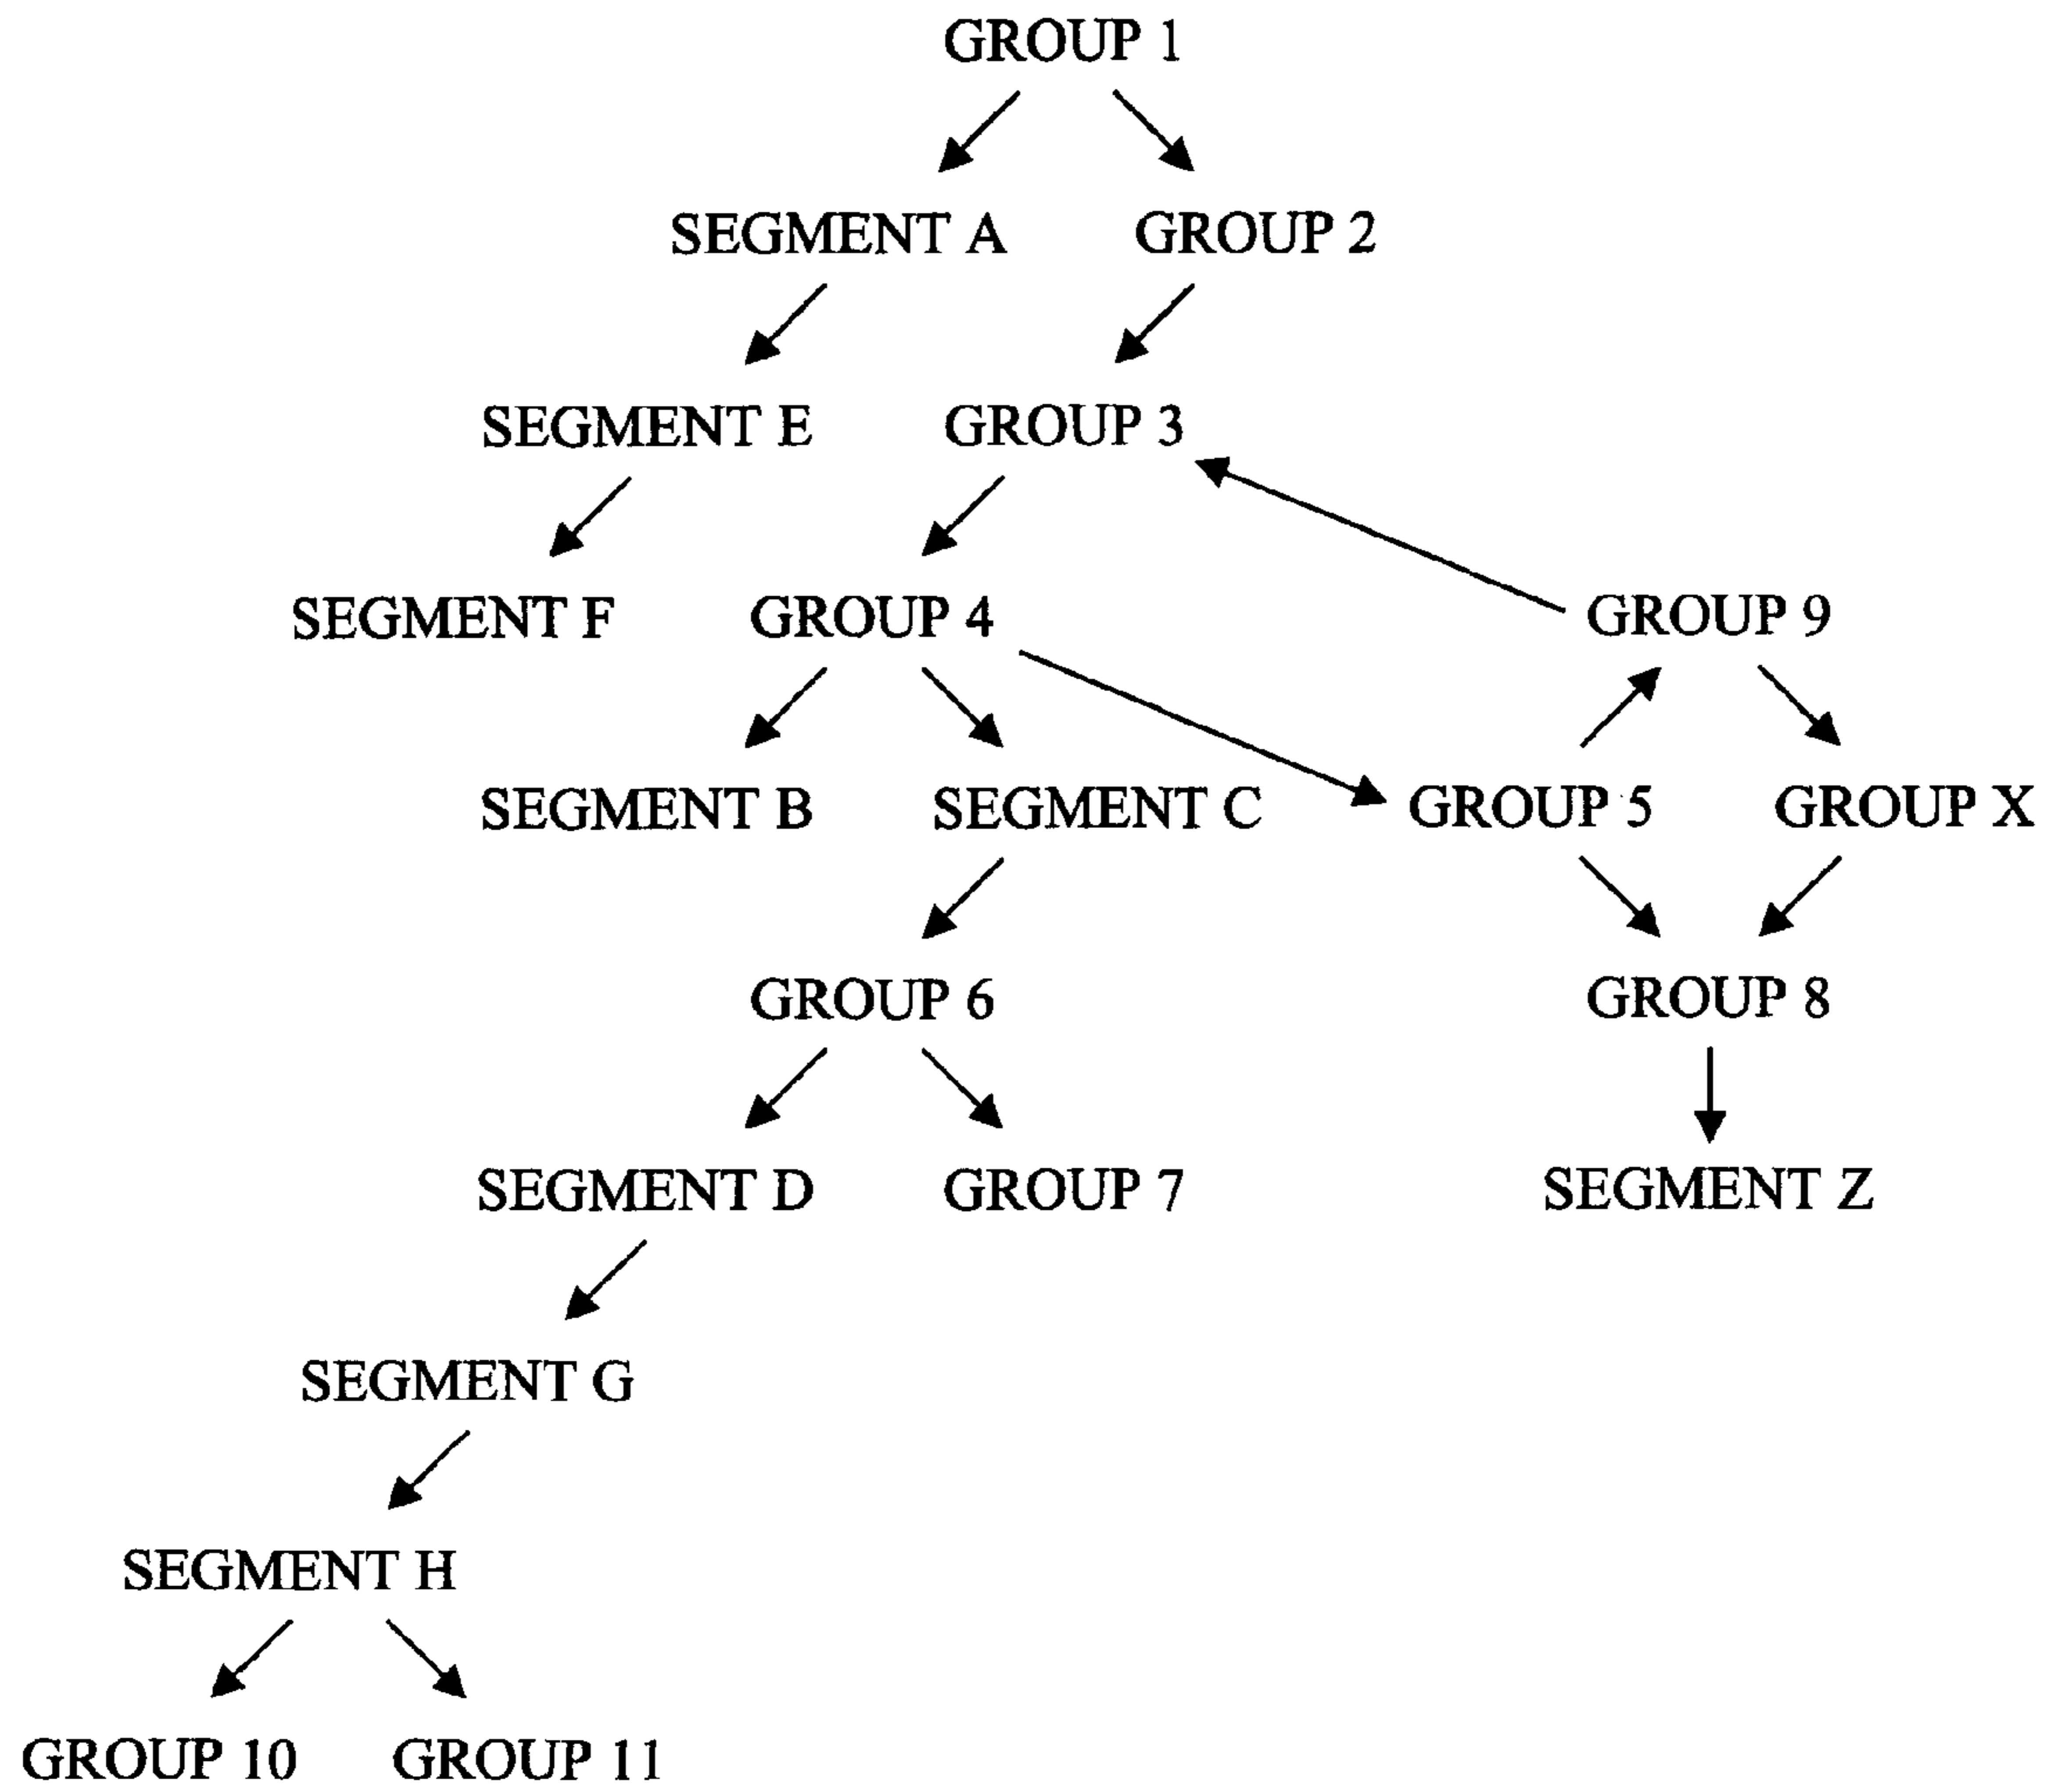 GROUP 1
SEGMENT A GROUP 2
SEGMENT E GROUP 3
SEGMENT F GROUP 4 GROUP 9
SEGMENT B SEGMENT C GROUP 5 GROUP X
GROUP 6 GROUP 8
SEGMENT D GROUP 7 SEGMENT Z
SEGMENT G
SEGMENT H
GROUP 10 GROUP 11